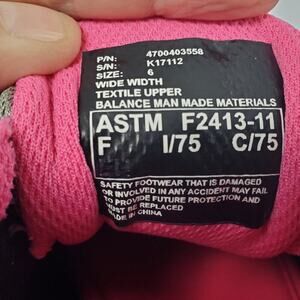 P/N: 4700403558
S/N: K17112
SIZE: 6
WIDE WIDTH
TEXTILE UPPER
BALANCE MAN MADE MATERIALS
ASTM F2413-11
F I/75 C/75
SAFETY FOOTWEAR THAT IS DAMAGED
OR INVOLVED IN ANY ACCIDENT MAY FAIL
TO PROVIDE FUTURE PROTECTION AND
MUST BE REPLACED
MADE IN CHINA